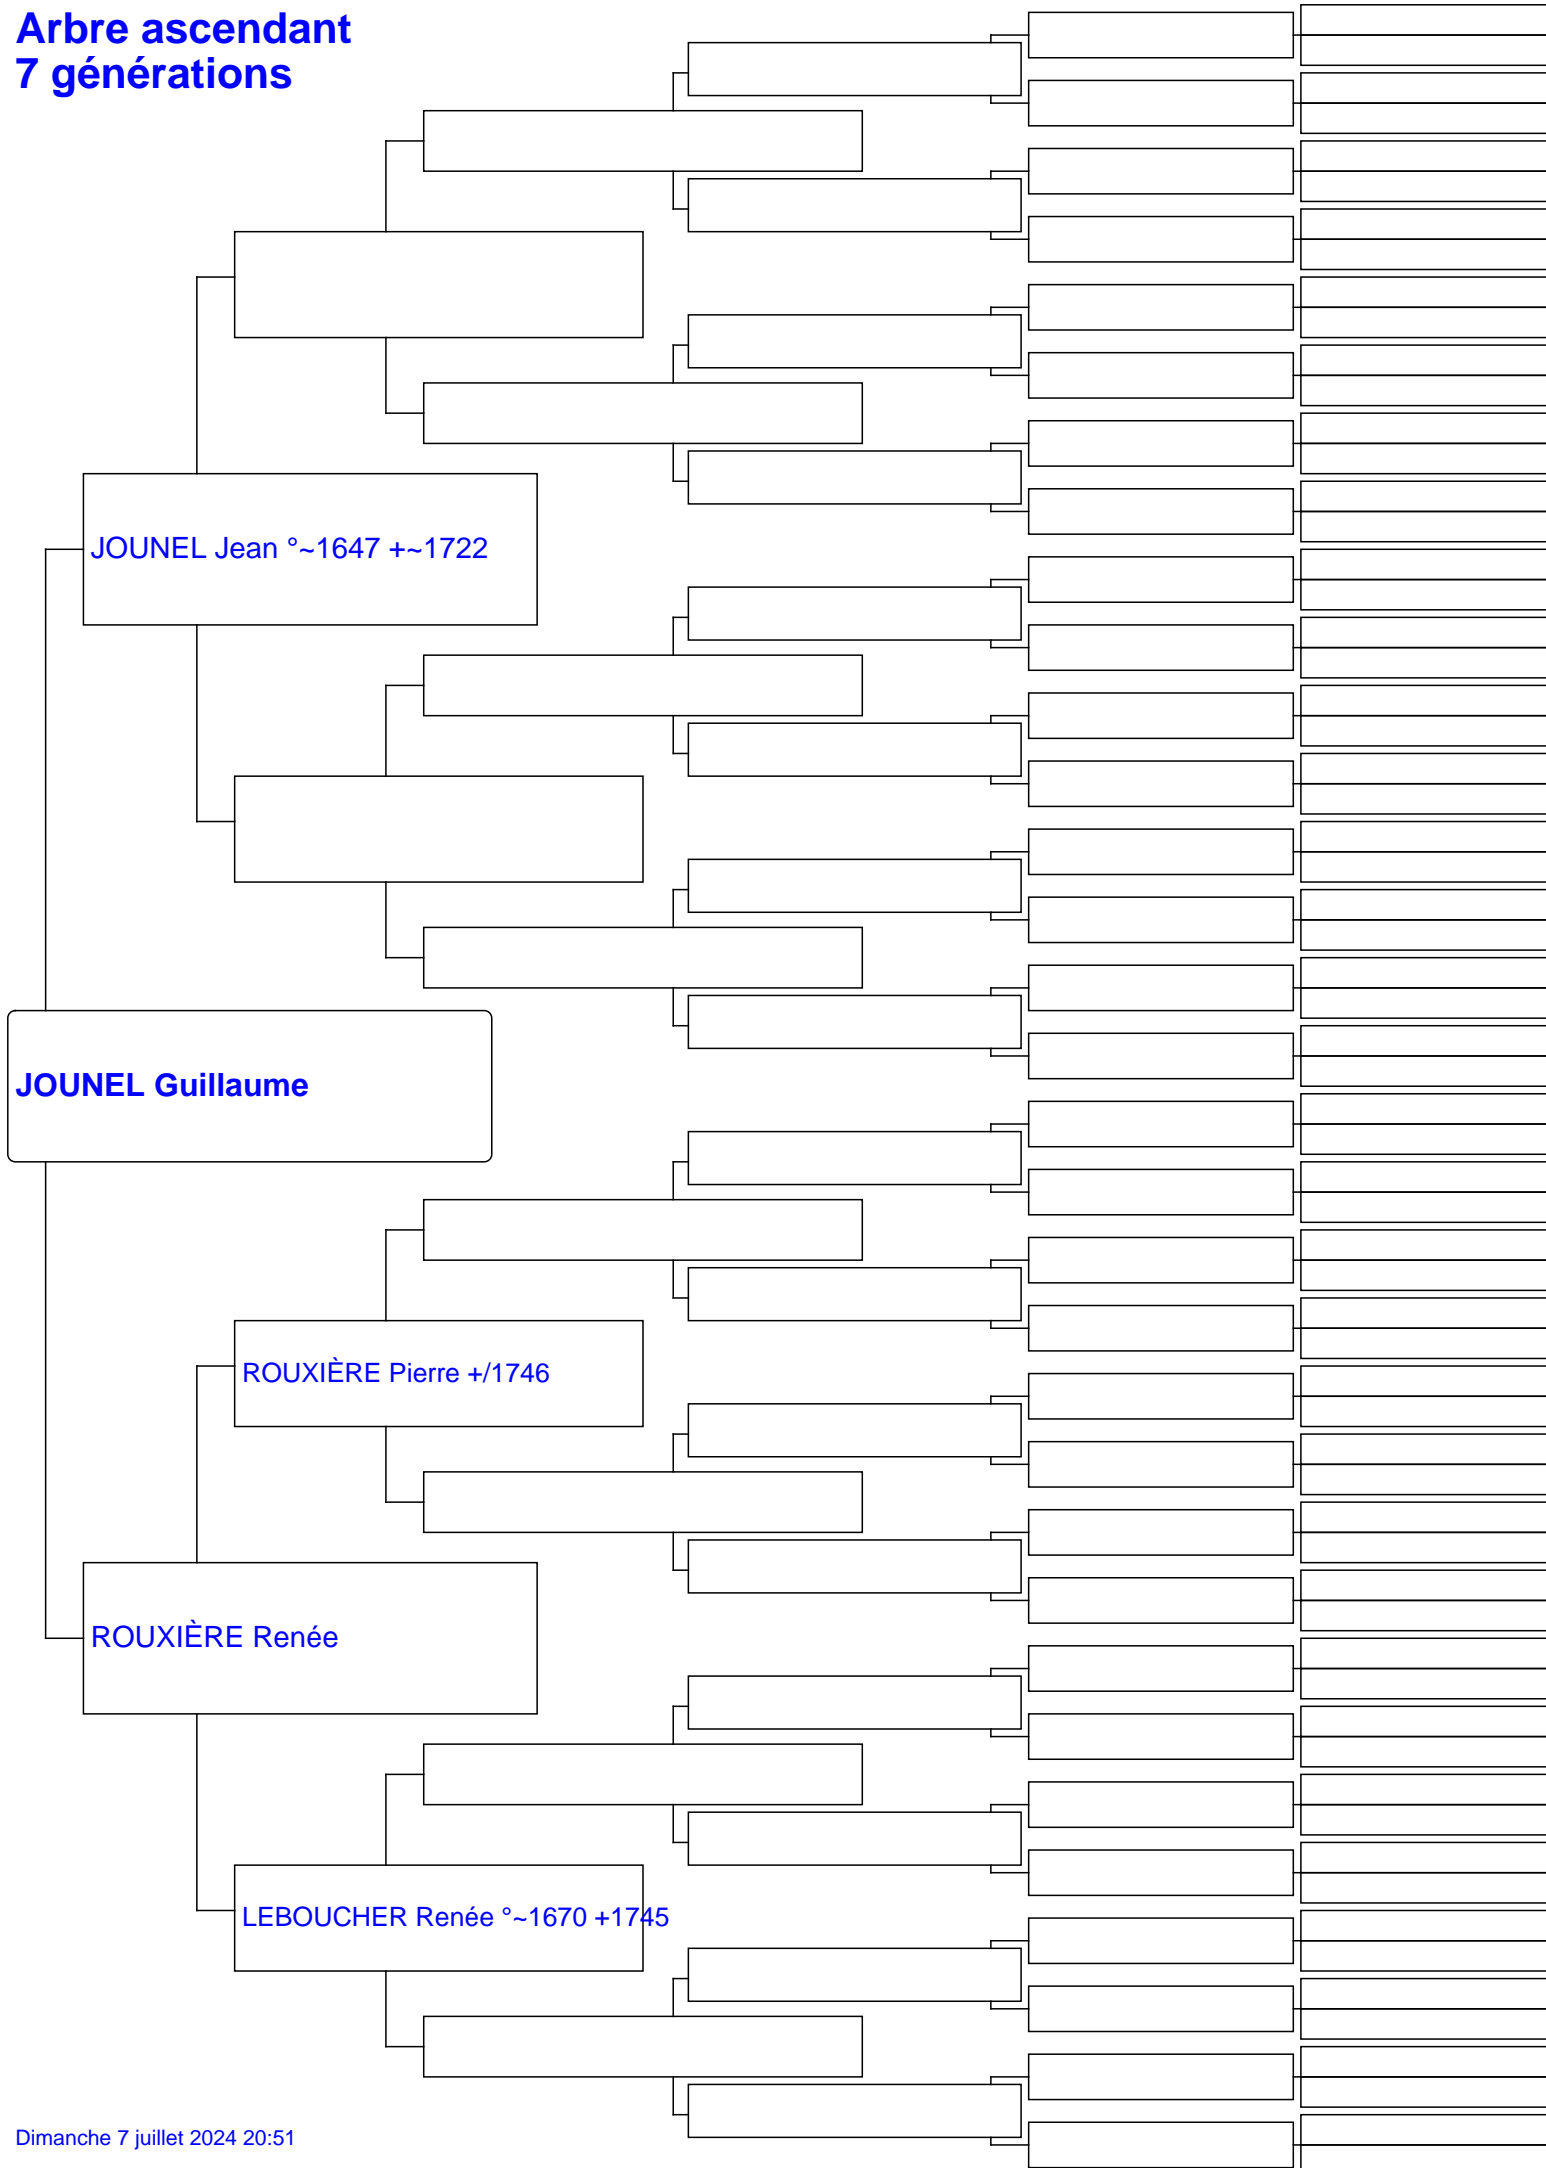 Arbre ascendant
7 générations
JOUNEL Jean °~1647 +~1722
JOUNEL Guillaume
ROUXIÈRE Pierre +/1746
ROUXIÈRE Renée
LEBOUCHER Renée °~1670 +1745
Dimanche 7 juillet 2024 20:51